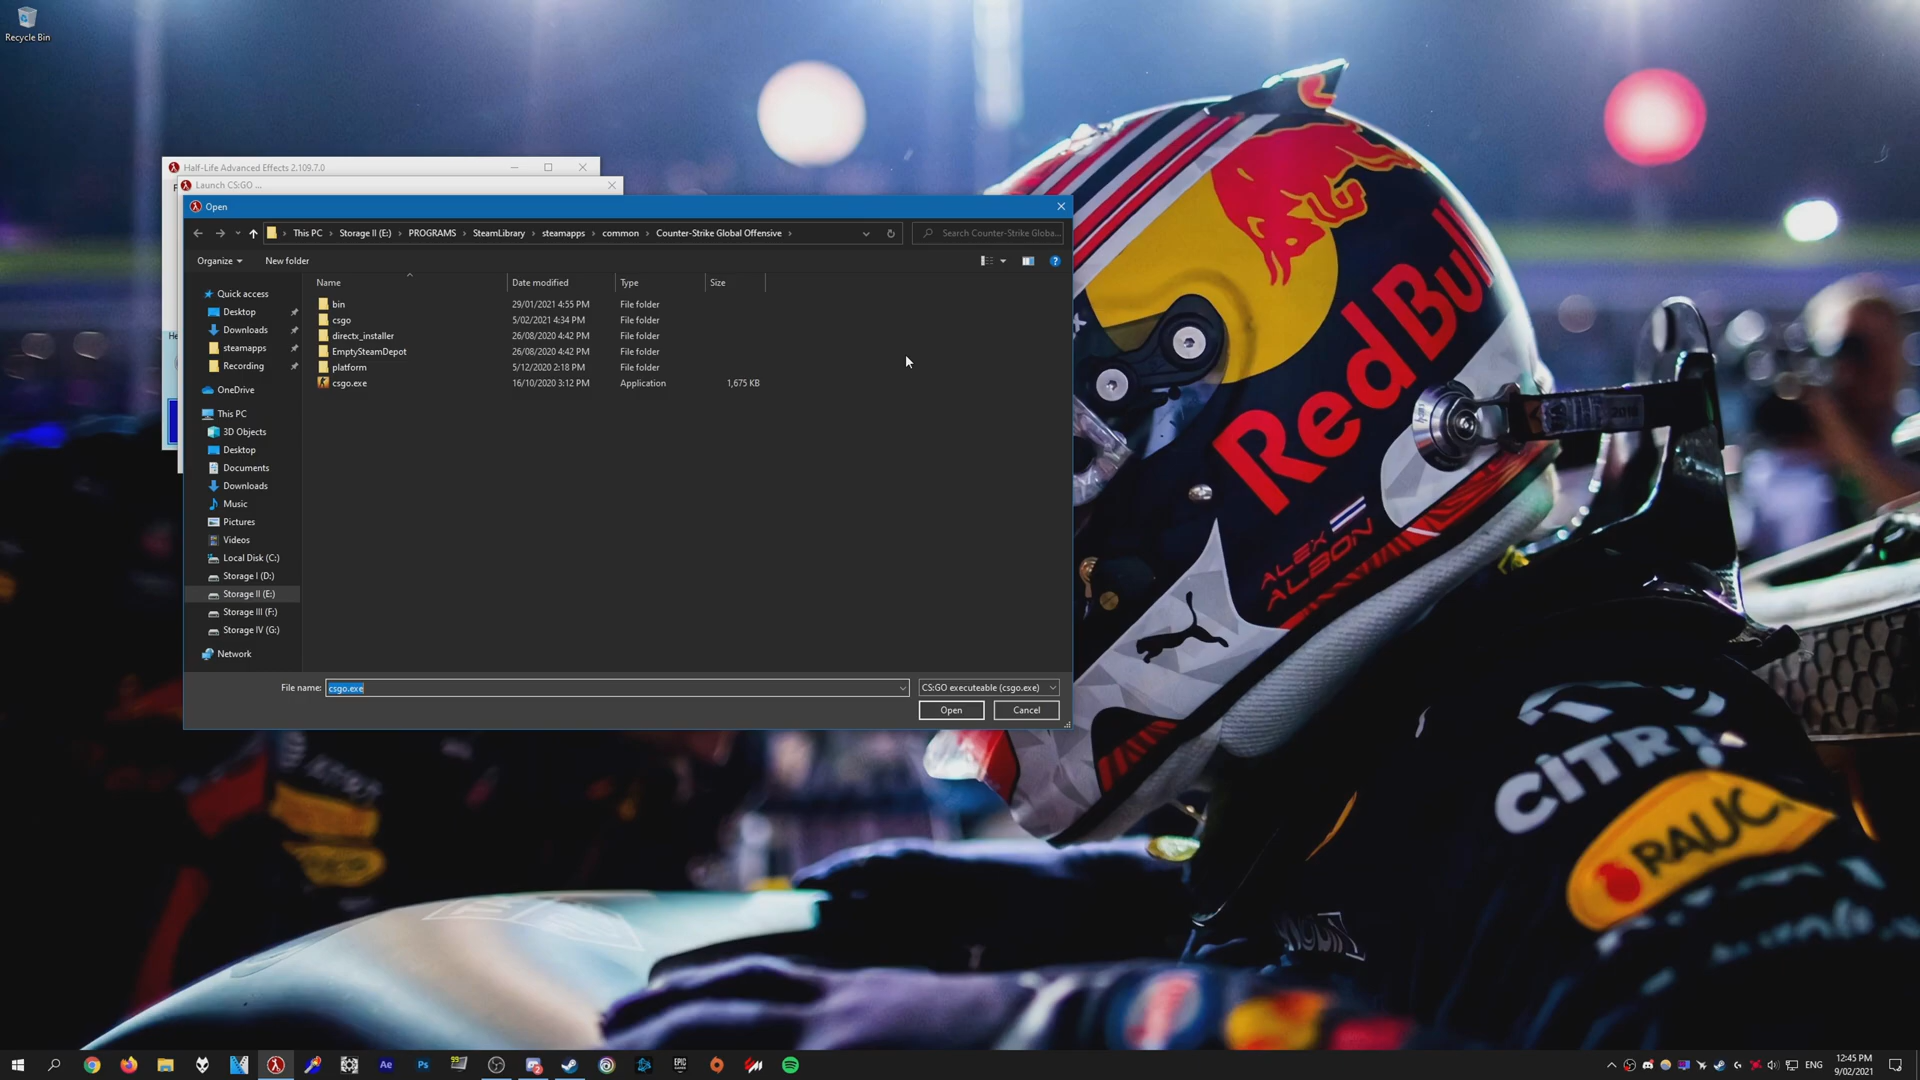 Recycle Bin
Half-Life Advanced Effects 2.109.7.0
Launch CS:GO ...
Open
This PC > Storage II (E:) > PROGRAMS > SteamLibrary > steamapps > common > Counter-Strike Global Offensive >
Search Counter-Strike Globa...
Organize
New folder
Name Date modified Type Size
bin 29/01/2021 4:55 PM File folder
csgo 5/02/2021 4:34 PM File folder
directx_installer 26/08/2020 4:42 PM File folder
EmptySteamDepot 26/08/2020 4:42 PM File folder
platform 5/12/2020 2:18 PM File folder
csgo.exe 16/10/2020 3:12 PM Application 1,675 KB
Quick access
Desktop
Downloads
steamapps
Recording
OneDrive
This PC
3D Objects
Desktop
Documents
Downloads
Music
Pictures
Videos
Local Disk (C:)
Storage I (D:)
Storage II (E:)
Storage III (F:)
Storage IV (G:)
Network
File name: csgo.exe
CS:GO executeable (csgo.exe)
Open
Cancel
Red Bull
ALEX
ALBON
CITRI
RAUC
Ae
Ps
99
2
EPIC
ENG
12:45 PM
9/02/2021